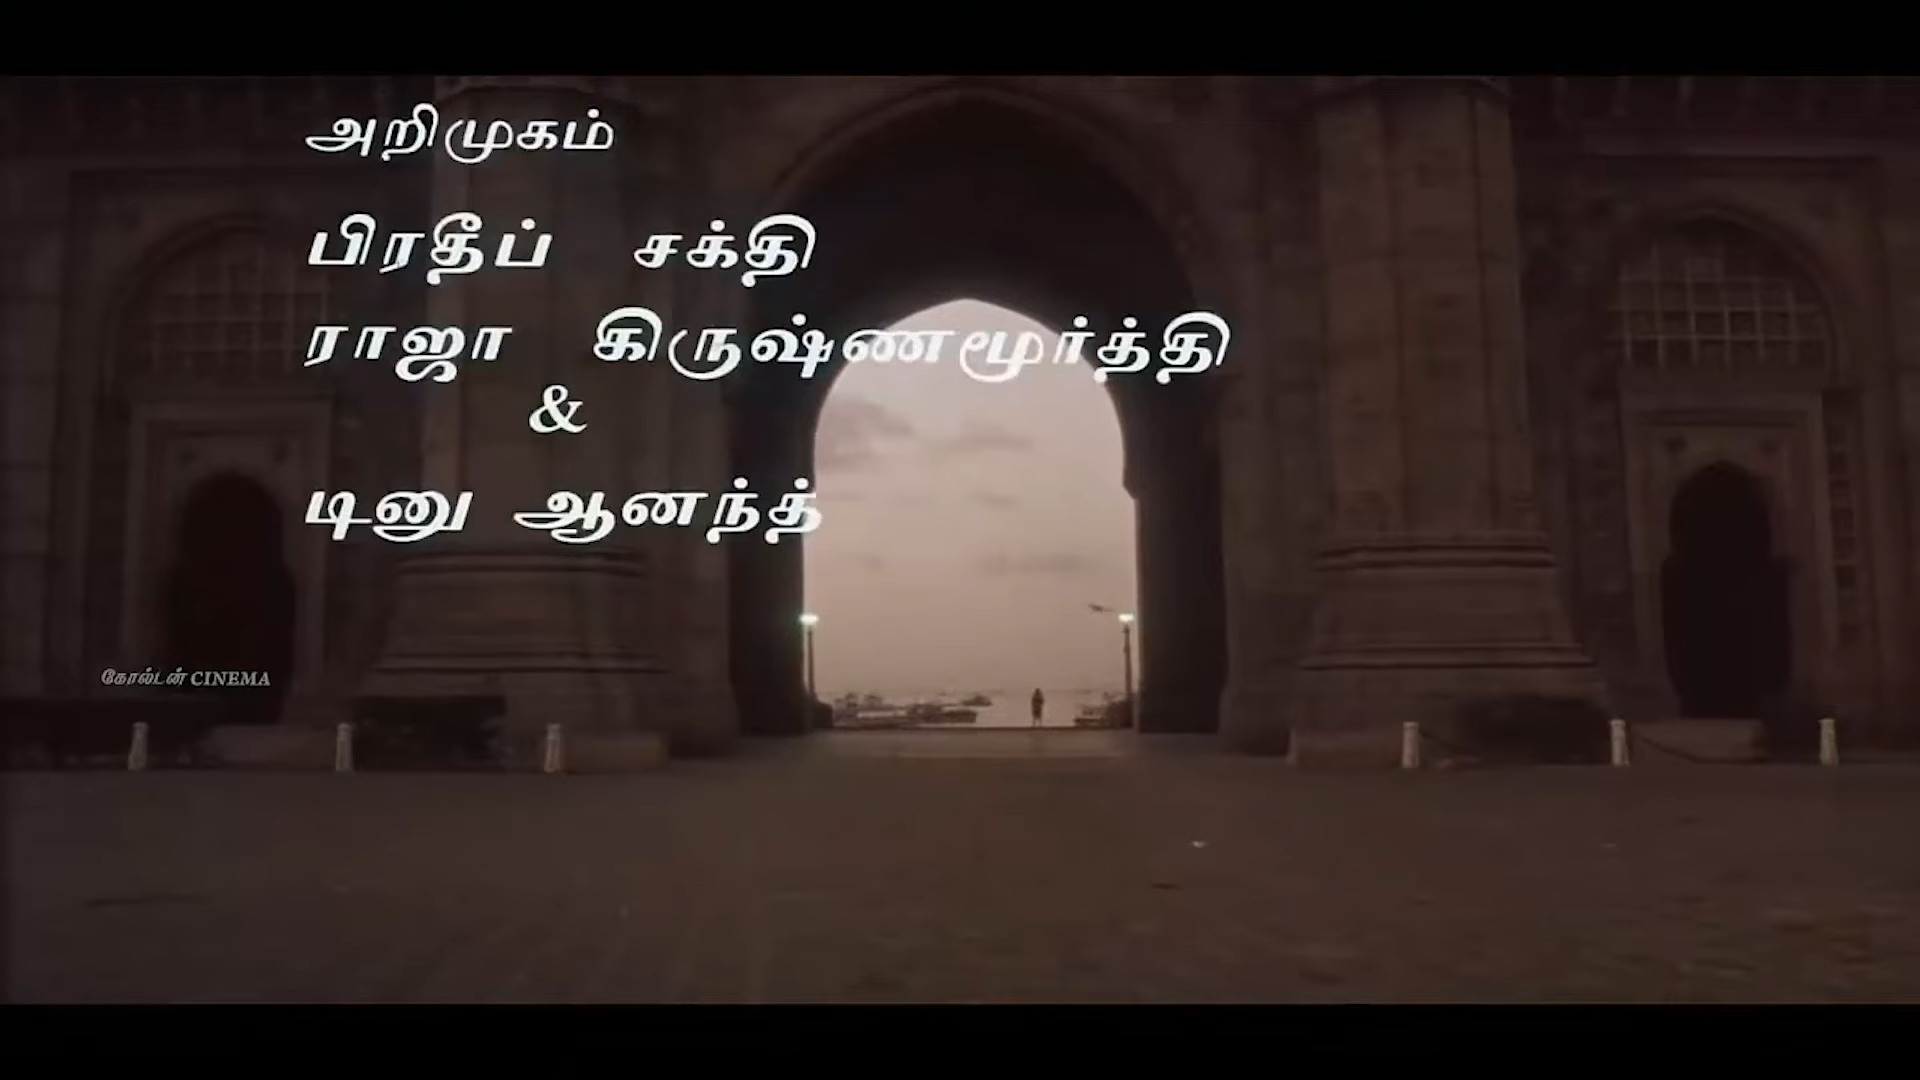 அறிமுகம்
பிரதீப் சக்தி
ராஜா கிருஷ்ணமூர்த்தி
&
டினு ஆனந்த்
கோல்டன் CINEMA